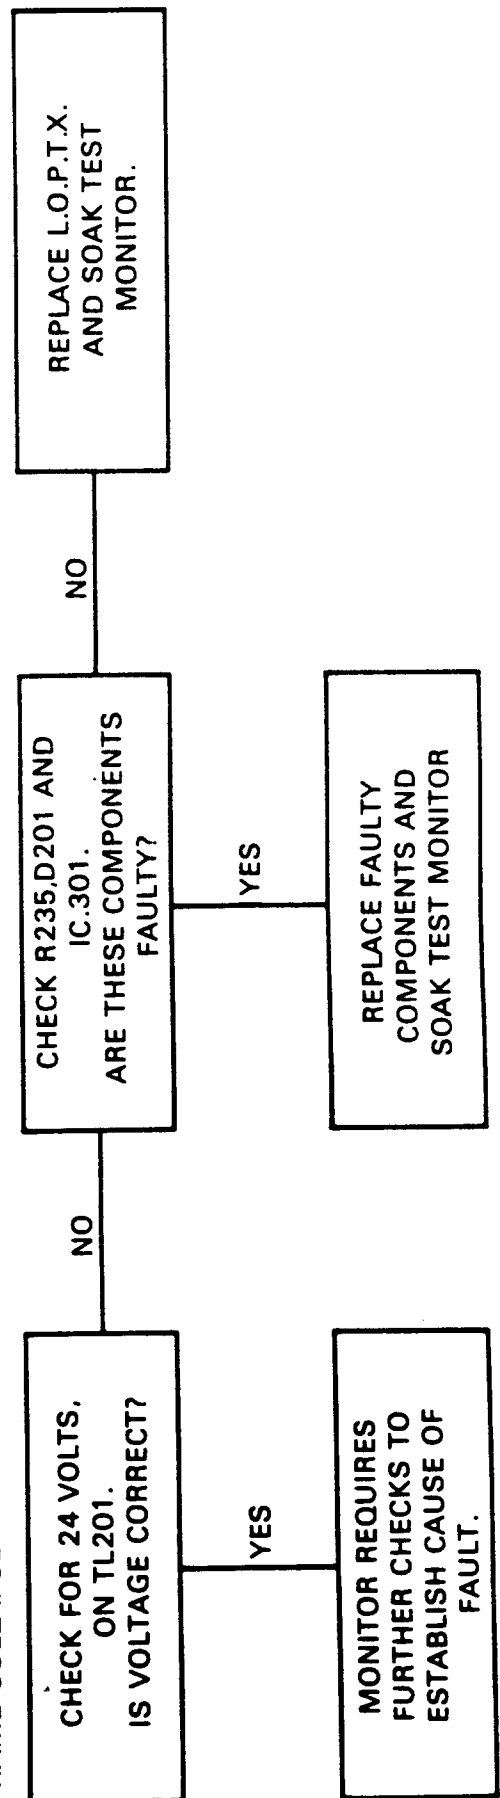 CHECK FOR 24 VOLTS,
ON TL201.
IS VOLTAGE CORRECT?
NO
YES
MONITOR REQUIRES
FURTHER CHECKS TO
ESTABLISH CAUSE OF
FAULT.
CHECK R235,D201 AND
IC.301.
ARE THESE COMPONENTS
FAULTY?
NO
YES
REPLACE FAULTY
COMPONENTS AND
SOAK TEST MONITOR
REPLACE L.O.P.T.X.
AND SOAK TEST
MONITOR.